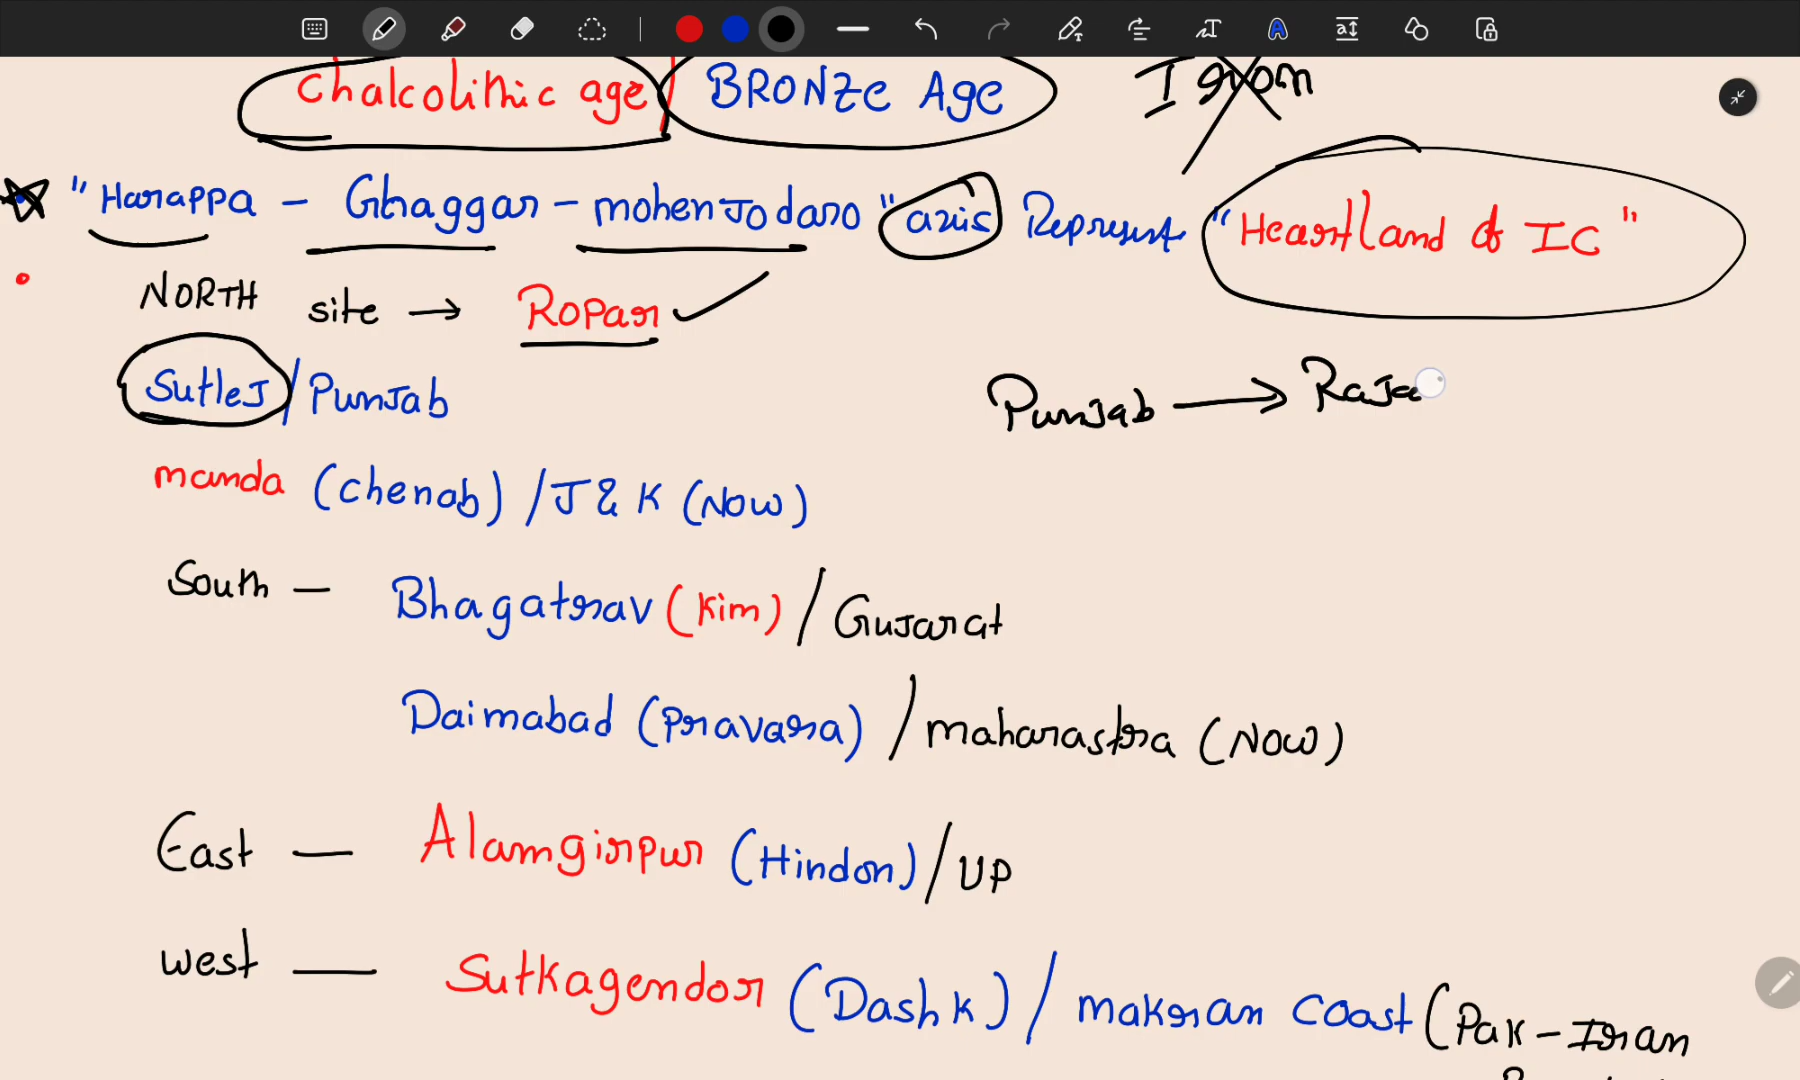 Chalcolithic age / BRONZE Age Iron
"Harappa - Ghaggar - mohenJodaro "axis Represent "Heartland of IC"
NORTH site → ROPar
SutleJ / PunJab PunJab → RaJa
manda (chenab) / J & K (NOW)
South - Bhagatrav (Kim) / GuJarat
Daimabad (Pravara) / maharastra (NOW)
East - Alamgirpur (Hindon) / UP
west - Sutkagendor (Dashk) / makran coast (Pak - Iran